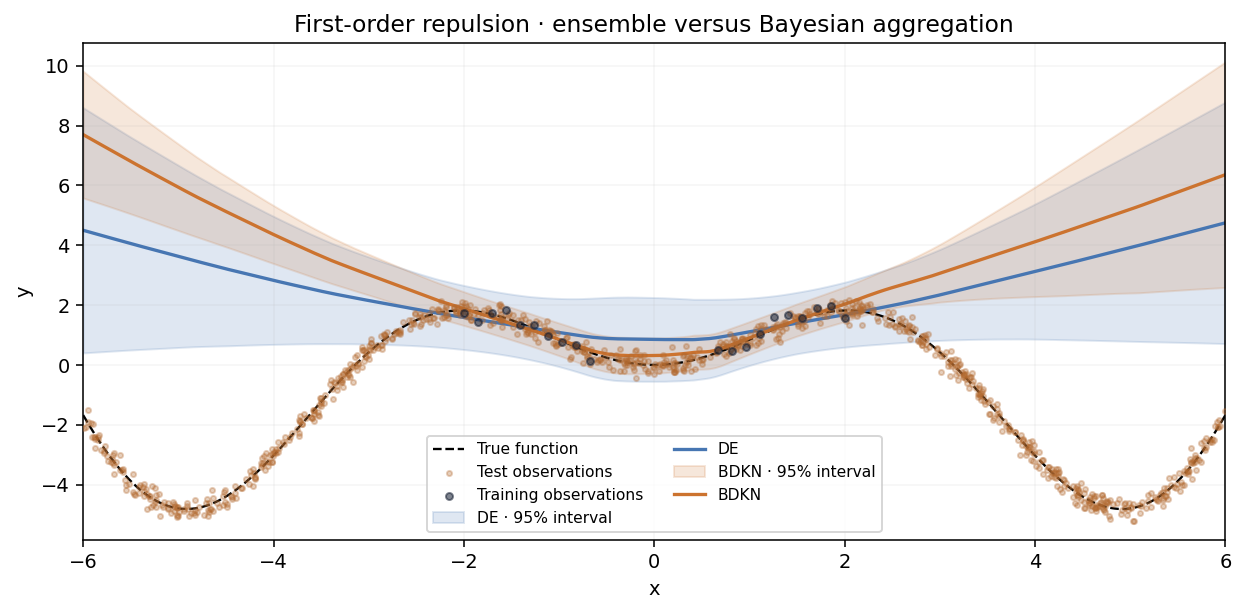 First-order repulsion · ensemble versus Bayesian aggregation
10
8
6
4
2
0
−2
−4
y
−6
−4
−2
0
2
4
6
x
True function
Test observations
Training observations
DE · 95% interval
DE
BDKN · 95% interval
BDKN